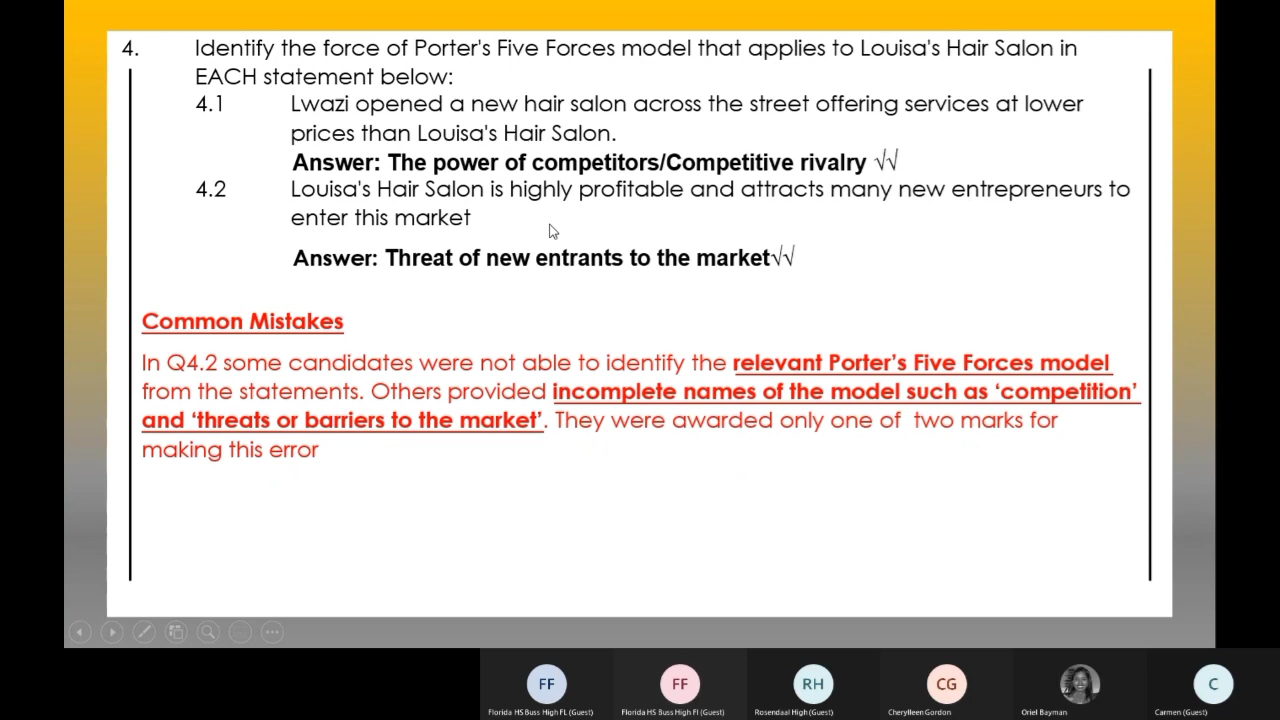 4. Identify the force of Porter's Five Forces model that applies to Louisa's Hair Salon in
EACH statement below:
4.1 Lwazi opened a new hair salon across the street offering services at lower
prices than Louisa's Hair Salon.
Answer: The power of competitors/Competitive rivalry √√
4.2 Louisa's Hair Salon is highly profitable and attracts many new entrepreneurs to
enter this market
Answer: Threat of new entrants to the market√√
Common Mistakes
In Q4.2 some candidates were not able to identify the relevant Porter’s Five Forces model
from the statements. Others provided incomplete names of the model such as ‘competition’
and ‘threats or barriers to the market’. They were awarded only one of two marks for
making this error
FF FF RH CG C
Florida HS Buss High FL (Guest) Florida HS Buss High Fl (Guest) Rosendaal High (Guest) Cherylleen Gordon Oriel Bayman Carmen (Guest)